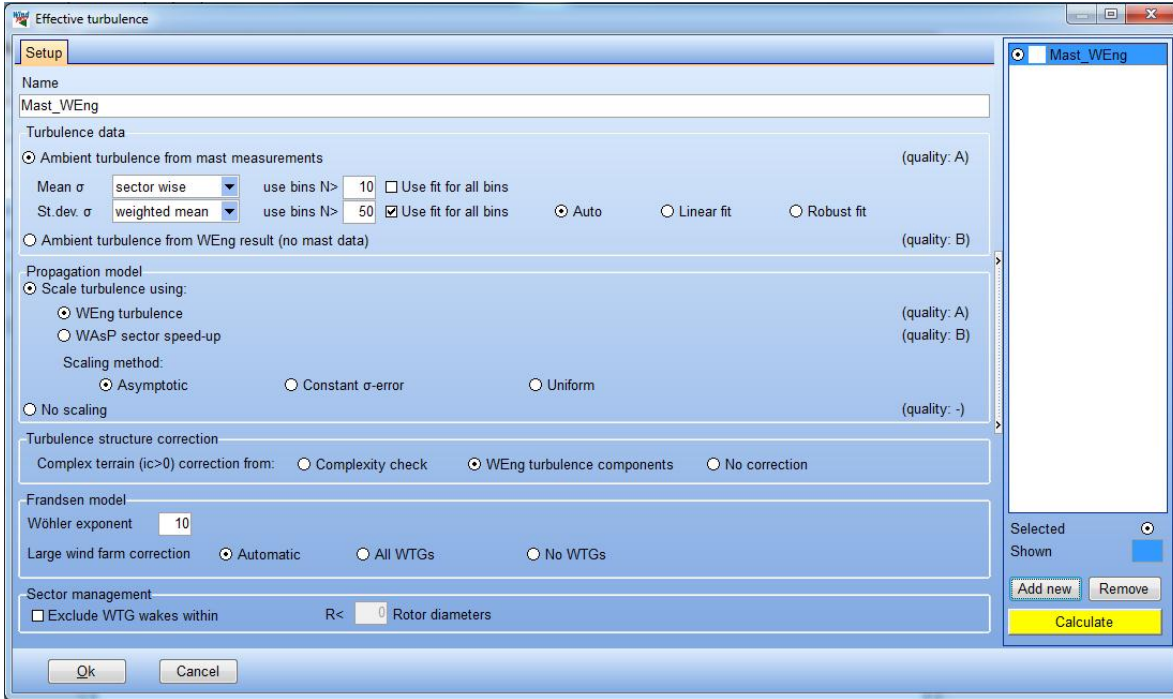 Effective turbulence
Setup
Name
Mast_WEng
Turbulence data
Ambient turbulence from mast measurements (quality: A)
Mean σ sector wise use bins N> 10 Use fit for all bins
St.dev. σ weighted mean use bins N> 50 Use fit for all bins Auto Linear fit Robust fit
Ambient turbulence from WEng result (no mast data) (quality: B)
Propagation model
Scale turbulence using:
WEng turbulence (quality: A)
WAsP sector speed-up (quality: B)
Scaling method:
Asymptotic Constant σ-error Uniform
No scaling (quality: -)
Turbulence structure correction
Complex terrain (ic>0) correction from: Complexity check WEng turbulence components No correction
Frandsen model
Wöhler exponent 10
Large wind farm correction Automatic All WTGs No WTGs
Sector management
Exclude WTG wakes within R< 0 Rotor diameters
Ok Cancel
Mast_WEng
Selected
Shown
Add new Remove
Calculate